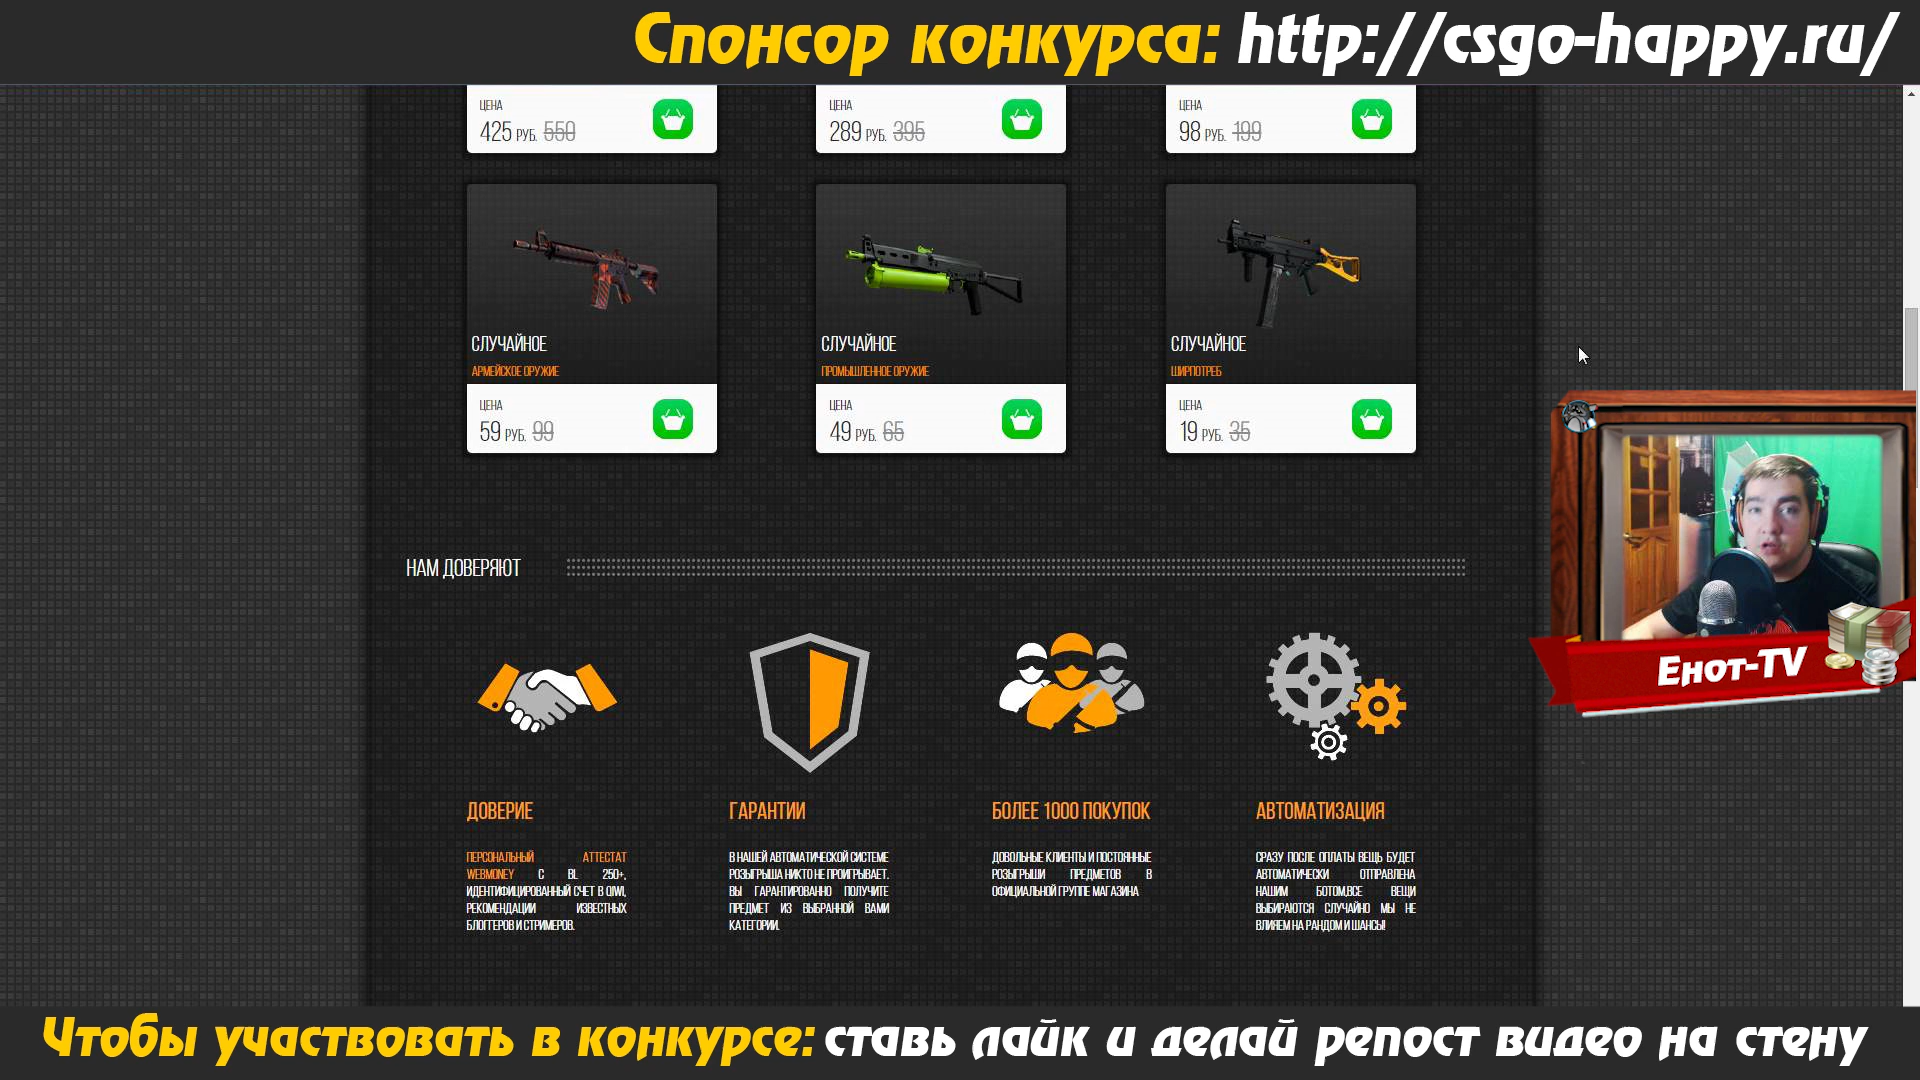 Спонсор конкурса: http://csgo-happy.ru/
ЦЕНА
425 РУБ. 550
ЦЕНА
289 РУБ. 395
ЦЕНА
98 РУБ. 199
СЛУЧАЙНОЕ
АРМЕЙСКОЕ ОРУЖИЕ
ЦЕНА
59 РУБ. 99
СЛУЧАЙНОЕ
ПРОМЫШЛЕННОЕ ОРУЖИЕ
ЦЕНА
49 РУБ. 65
СЛУЧАЙНОЕ
ШИРПОТРЕБ
ЦЕНА
19 РУБ. 35
НАМ ДОВЕРЯЮТ
ДОВЕРИЕ
ПЕРСОНАЛЬНЫЙ АТТЕСТАТ
WEBMONEY С BL 250+,
ИДЕНТИФИЦИРОВАННЫЙ СЧЕТ В QIWI,
РЕКОМЕНДАЦИИ ИЗВЕСТНЫХ
БЛОГГЕРОВ И СТРИМЕРОВ.
ГАРАНТИИ
В НАШЕЙ АВТОМАТИЧЕСКОЙ СИСТЕМЕ
РОЗЫГРЫША НИКТО НЕ ПРОИГРЫВАЕТ.
ВЫ ГАРАНТИРОВАННО ПОЛУЧИТЕ
ПРЕДМЕТ ИЗ ВЫБРАННОЙ ВАМИ
КАТЕГОРИИ.
БОЛЕЕ 1000 ПОКУПОК
ДОВОЛЬНЫЕ КЛИЕНТЫ И ПОСТОЯННЫЕ
РОЗЫГРЫШИ ПРЕДМЕТОВ В
ОФИЦИАЛЬНОЙ ГРУППЕ МАГАЗИНА
АВТОМАТИЗАЦИЯ
СРАЗУ ПОСЛЕ ОПЛАТЫ ВЕЩЬ БУДЕТ
АВТОМАТИЧЕСКИ ОТПРАВЛЕНА
НАШИМ БОТОМ,ВСЕ ВЕЩИ
ВЫБИРАЮТСЯ СЛУЧАЙНО МЫ НЕ
ВЛИЯЕМ НА РАНДОМ И ШАНСЫ!
Енот-TV
Чтобы участвовать в конкурсе: ставь лайк и делай репост видео на стену